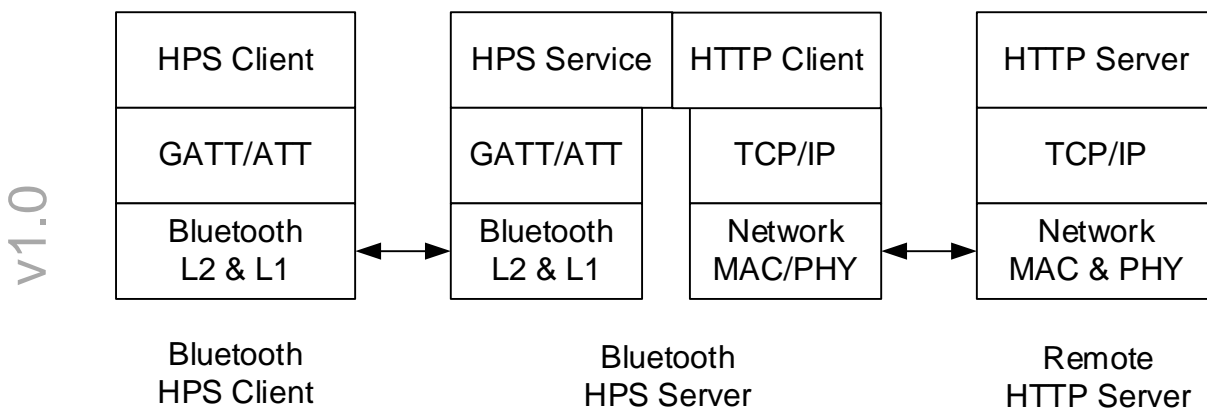 HPS Client
HPS Service
HTTP Client
HTTP Server
GATT/ATT
GATT/ATT
TCP/IP
TCP/IP
Bluetooth
L2 & L1
Bluetooth
L2 & L1
Network
MAC/PHY
Network
MAC & PHY
Bluetooth
HPS Client
Bluetooth
HPS Server
Remote
HTTP Server
v1.0